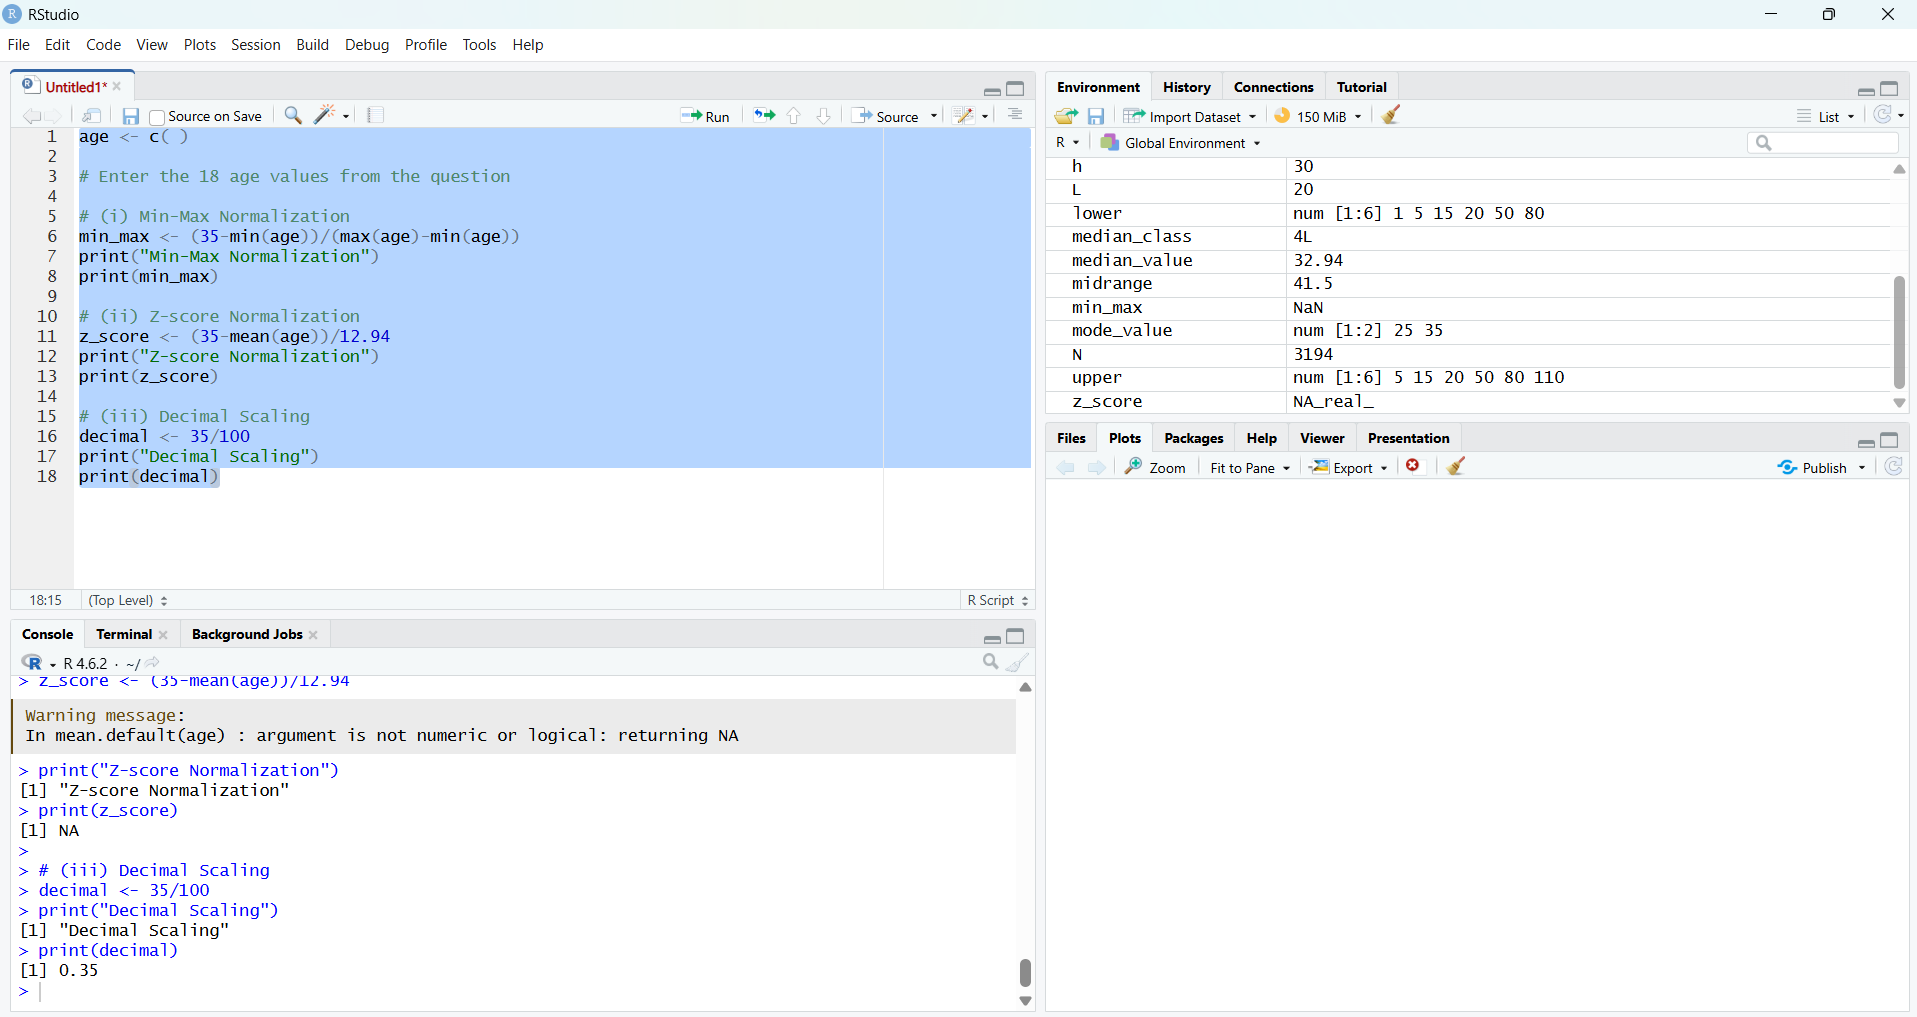 RStudio
File Edit Code View Plots Session Build Debug Profile Tools Help
Untitled1*
Source on Save Run Source
1 age <- c( )
2
3 # Enter the 18 age values from the question
4
5 # (i) Min-Max Normalization
6 min_max <- (35-min(age))/(max(age)-min(age))
7 print("Min-Max Normalization")
8 print(min_max)
9
10 # (ii) Z-score Normalization
11 z_score <- (35-mean(age))/12.94
12 print("Z-score Normalization")
13 print(z_score)
14
15 # (iii) Decimal Scaling
16 decimal <- 35/100
17 print("Decimal Scaling")
18 print(decimal)
18:15 (Top Level) R Script
Console Terminal Background Jobs
R 4.6.2 · ~/
> z_score <- (35-mean(age))/12.94
Warning message:
In mean.default(age) : argument is not numeric or logical: returning NA
> print("Z-score Normalization")
[1] "Z-score Normalization"
> print(z_score)
[1] NA
>
> # (iii) Decimal Scaling
> decimal <- 35/100
> print("Decimal Scaling")
[1] "Decimal Scaling"
> print(decimal)
[1] 0.35
>
Environment History Connections Tutorial
Import Dataset 150 MiB List
R Global Environment
h 30
L 20
lower num [1:6] 1 5 15 20 50 80
median_class 4L
median_value 32.94
midrange 41.5
min_max NaN
mode_value num [1:2] 25 35
N 3194
upper num [1:6] 5 15 20 50 80 110
z_score NA_real_
Files Plots Packages Help Viewer Presentation
Zoom Fit to Pane Export Publish